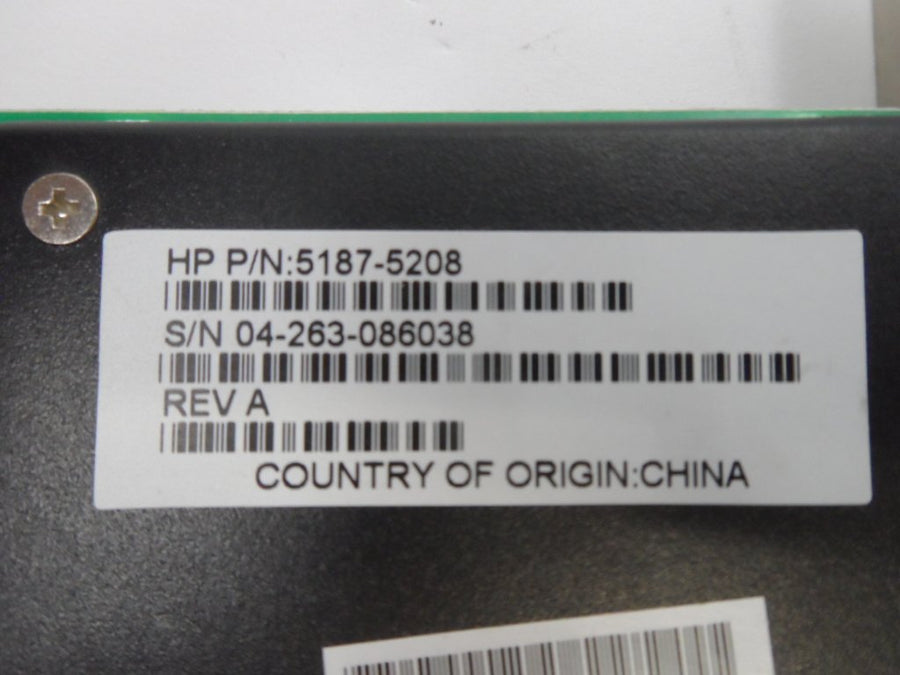 HP P/N:5187-5208
S/N 04-263-086038
REV A
COUNTRY OF ORIGIN:CHINA